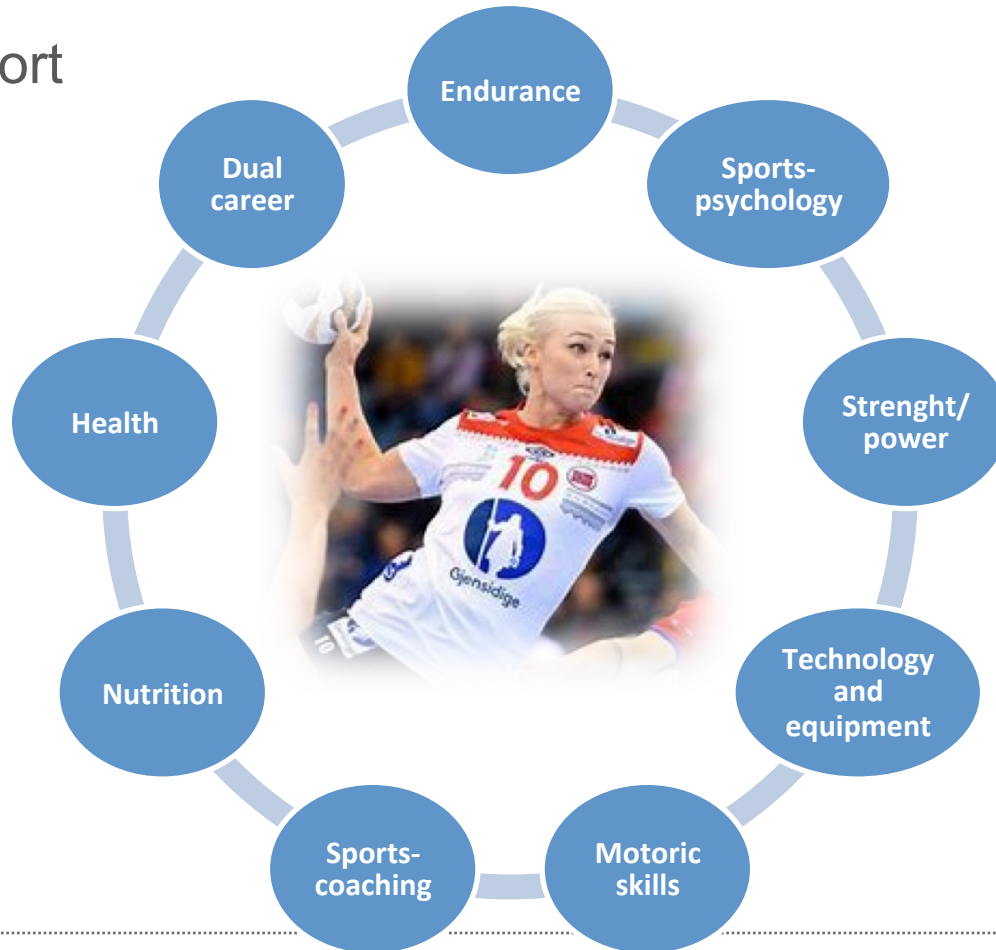 ort
Endurance
Dual
career
Sports-
psychology
Health
Strenght/
power
10
Gjensidige
10
Nutrition
Technology
and
equipment
Sports-
coaching
Motoric
skills